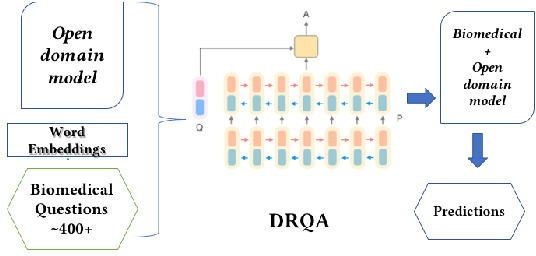 Open
domain
model
Word
Embeddings
Biomedical
Questions
~400+
A
Q
P
DRQA
Biomedical
+
Open
domain
model
Predictions